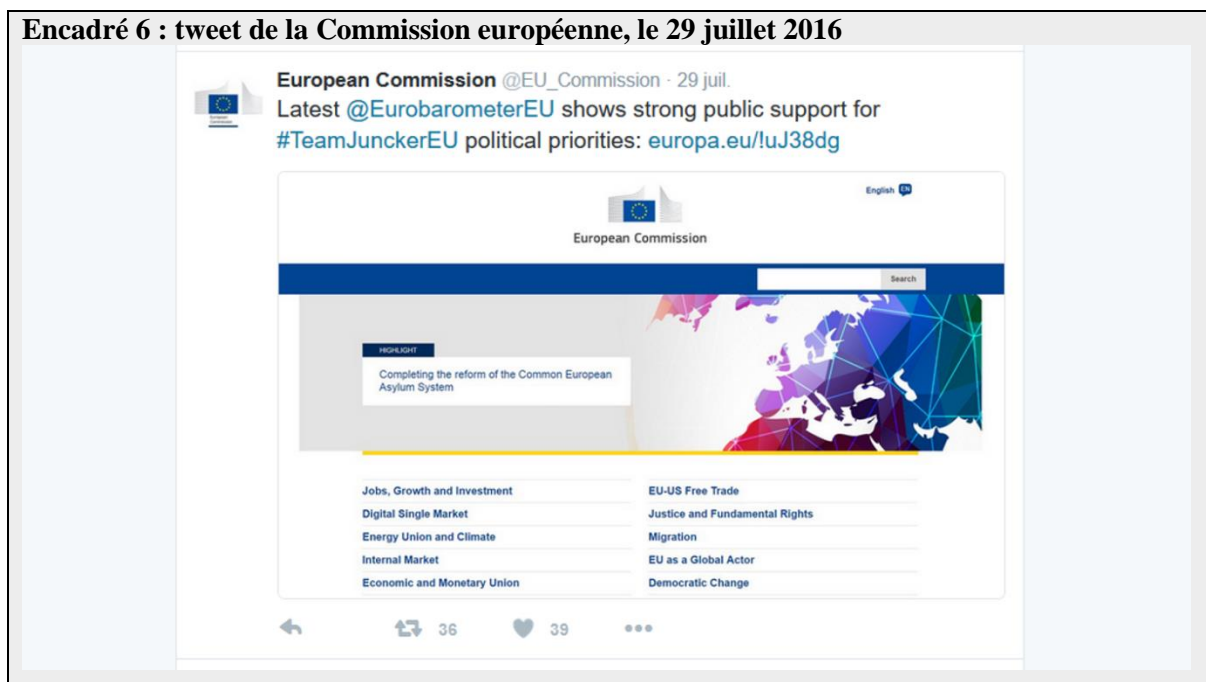 Encadré 6 : tweet de la Commission européenne, le 29 juillet 2016
European Commission @EU_Commission · 29 juil.
Latest @EurobarometerEU shows strong public support for
#TeamJunckerEU political priorities: europa.eu/!uJ38dg
European
Commission
English EN
European Commission
Search
HIGHLIGHT
Completing the reform of the Common European
Asylum System
Jobs, Growth and Investment
EU-US Free Trade
Digital Single Market
Justice and Fundamental Rights
Energy Union and Climate
Migration
Internal Market
EU as a Global Actor
Economic and Monetary Union
Democratic Change
36
39